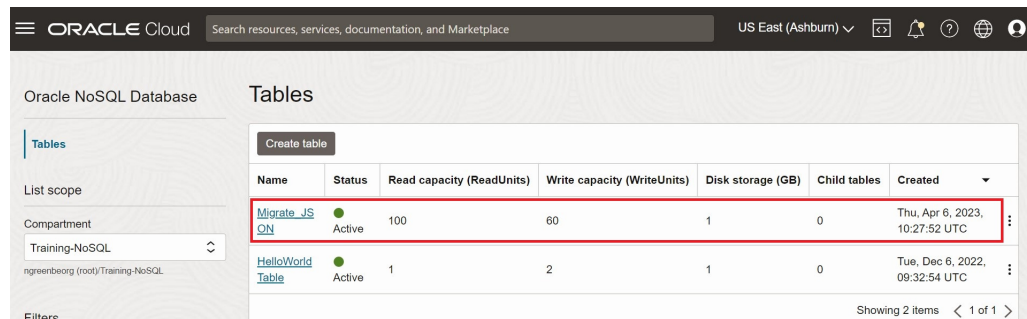 ORACLE Cloud
Search resources, services, documentation, and Marketplace
US East (Ashburn)
Oracle NoSQL Database
Tables
List scope
Compartment
Training-NoSQL
ngreenbeorg (root)/Training-NoSQL
Filters
Tables
Create table
Name Status Read capacity (ReadUnits) Write capacity (WriteUnits) Disk storage (GB) Child tables Created
Migrate_JS
ON
Active
100 60 1 0 Thu, Apr 6, 2023,
10:27:52 UTC
HelloWorld
Table
Active
1 2 1 0 Tue, Dec 6, 2022,
09:32:54 UTC
Showing 2 items < 1 of 1 >